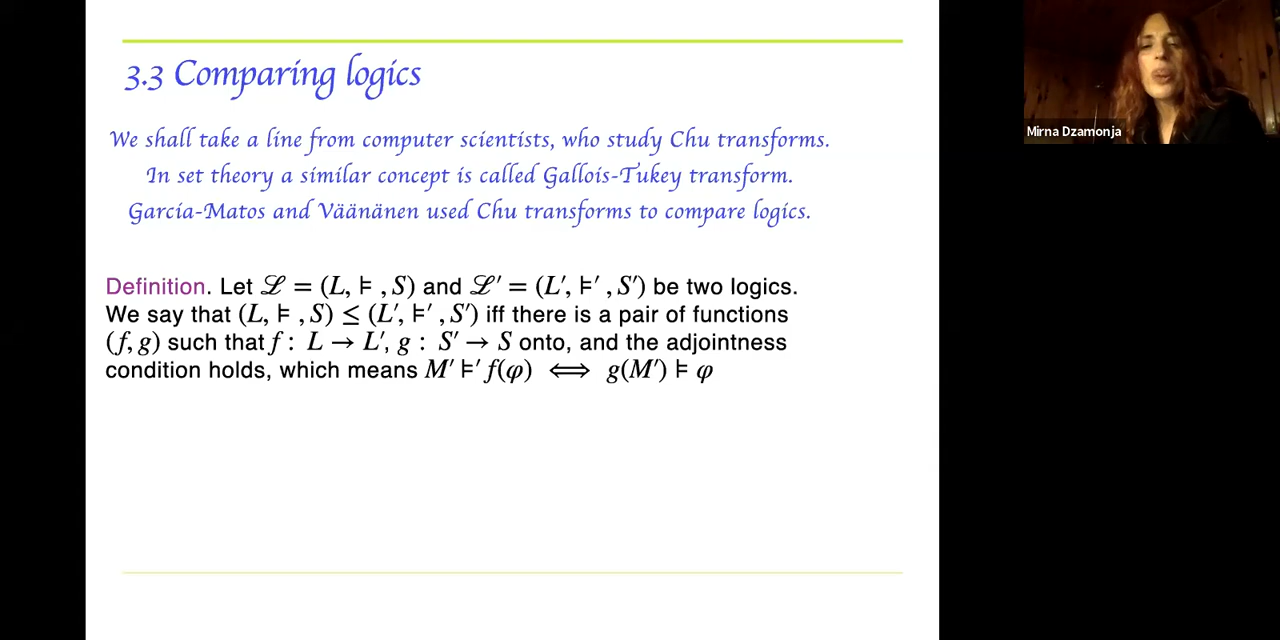 3.3 Comparing logics
We shall take a line from computer scientists, who study Chu transforms.
In set theory a similar concept is called Gallois-Tukey transform.
García-Matos and Väänänen used Chu transforms to compare logics.
Definition. Let ℒ = (L, ⊧ , S) and ℒ′ = (L′, ⊧′ , S′) be two logics.
We say that (L, ⊧ , S) ≤ (L′, ⊧′ , S′) iff there is a pair of functions
(f, g) such that f : L → L′, g : S′ → S onto, and the adjointness
condition holds, which means M′ ⊧′ f(φ) ⟺ g(M′) ⊧ φ
Mirna Dzamonja